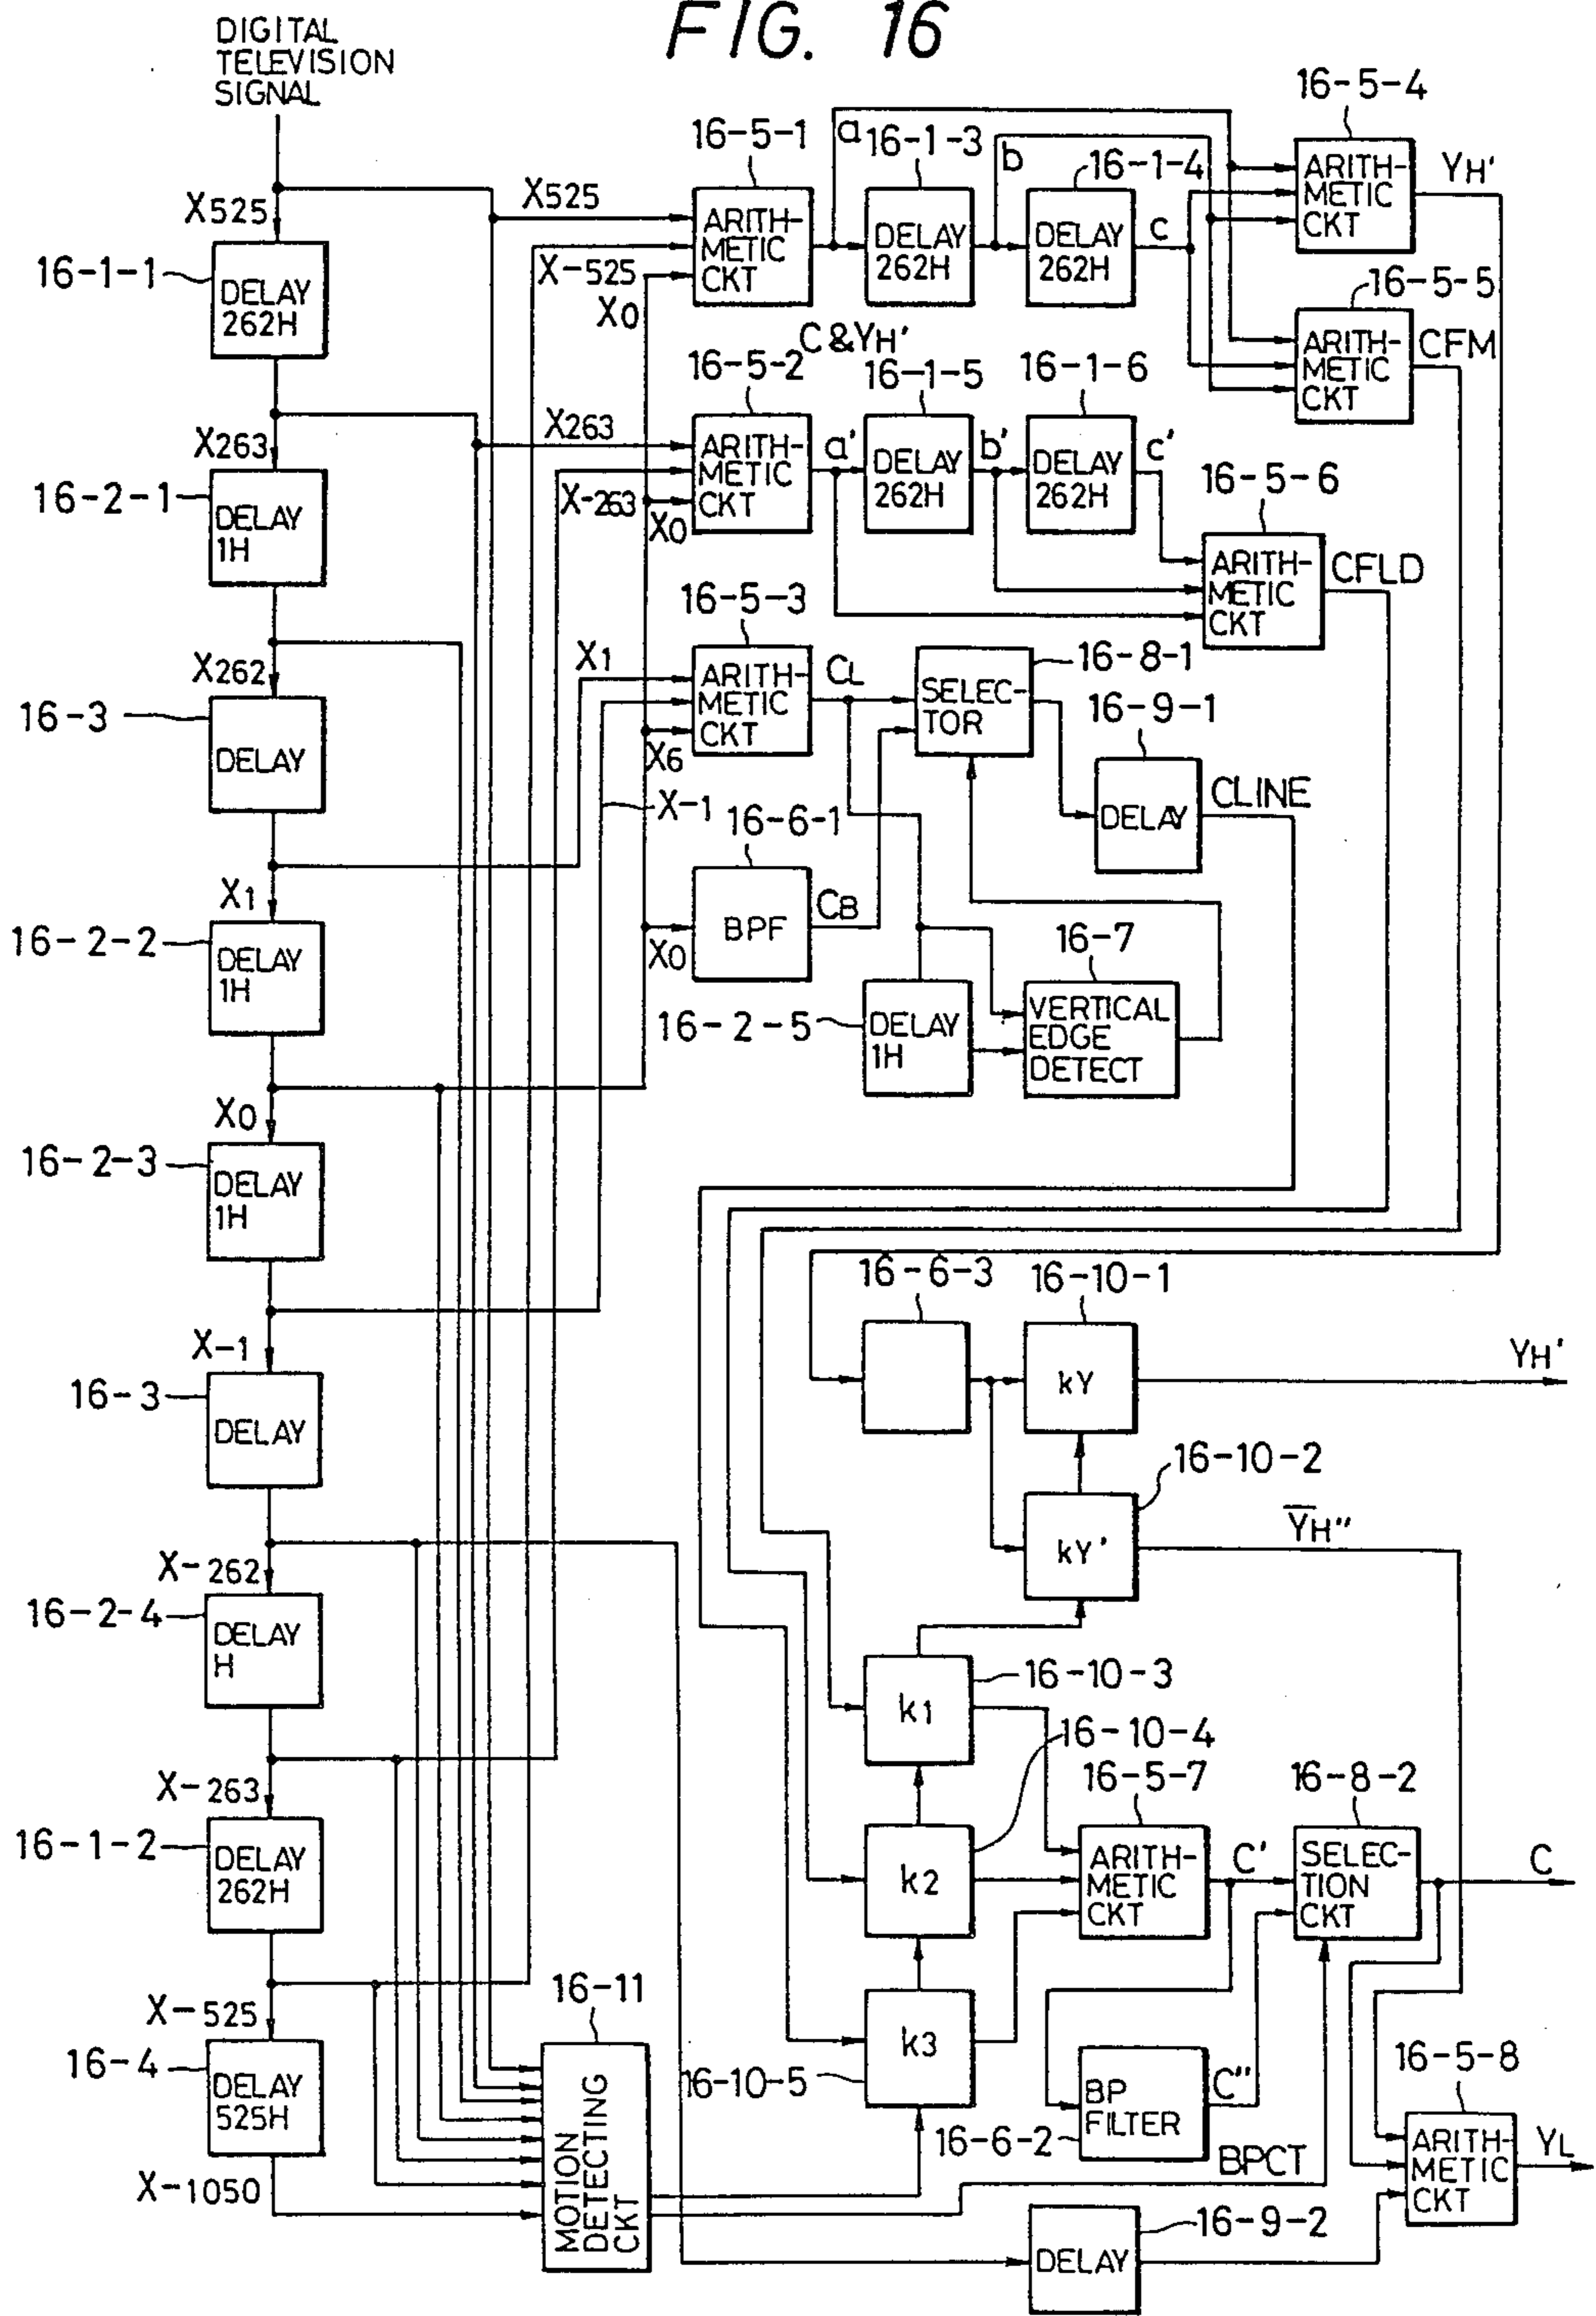 FIG. 16
DIGITAL
TELEVISION
SIGNAL
X525
16-1-1
DELAY
262H
X263
16-2-1
DELAY
1H
X262
16-3
DELAY
X1
16-2-2
DELAY
1H
X0
16-2-3
DELAY
1H
X-1
16-3
DELAY
X-262
16-2-4
DELAY
H
X-263
16-1-2
DELAY
262H
X-525
16-4
DELAY
525H
X-1050
16-5-1
X525
X-525
X0
ARITH-
METIC
CKT
a
16-1-3
DELAY
262H
b
16-1-4
DELAY
262H
c
16-5-4
ARITH-
METIC
CKT
YH'
16-5-5
ARITH-
METIC
CKT
CFM
C&YH'
16-5-2
X263
X-263
X0
ARITH-
METIC
CKT
a'
16-1-5
DELAY
262H
b'
16-1-6
DELAY
262H
c'
16-5-6
ARITH-
METIC
CKT
CFLD
16-5-3
X1
X6
X-1
ARITH-
METIC
CKT
CL
16-8-1
SELEC-
TOR
16-9-1
DELAY
CLINE
16-6-1
X0
BPF
CB
16-2-5
DELAY
1H
16-7
VERTICAL
EDGE
DETECT
16-6-3
16-10-1
kY
YH'
16-10-2
kY'
YH''
16-10-3
k1
16-10-4
k2
16-10-5
k3
16-5-7
ARITH-
METIC
CKT
C'
16-8-2
SELEC-
TION
CKT
C
16-6-2
BP
FILTER
C''
BPCT
16-11
MOTION
DETECTING
CKT
16-9-2
DELAY
16-5-8
ARITH-
METIC
CKT
YL